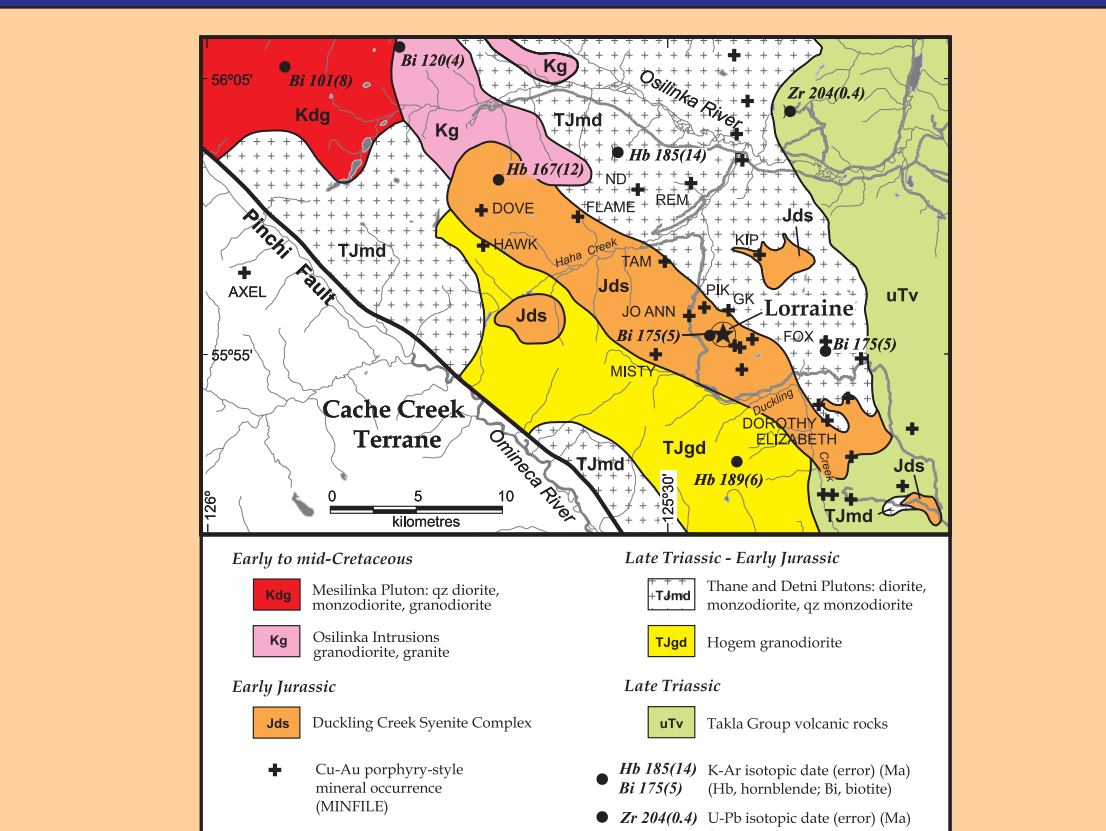 56º05'
Bi 101(8)
Kdg
Bi 120(4)
Kg
Kg
TJmd
Osilinka River
Zr 204(0.4)
Hb 185(14)
Hb 167(12)
ND
REM
FLAME
DOVE
HAWK
Haha Creek
TAM
KIP
Jds
Pinchi Fault
TJmd
AXEL
Jds
Jds
PIK
GK
JO ANN
Lorraine
uTv
Bi 175(5)
FOX
Bi 175(5)
55º55'
MISTY
Cache Creek
Terrane
Duckling
Creek
DOROTHY
ELIZABETH
Omineca River
TJmd
TJgd
Hb 189(6)
Jds
TJmd
126º
125º30'
0 5 10
kilometres
Early to mid-Cretaceous
Kdg
Mesilinka Pluton: qz diorite,
monzodiorite, granodiorite
Kg
Osilinka Intrusions
granodiorite, granite
Early Jurassic
Jds
Duckling Creek Syenite Complex
Cu-Au porphyry-style
mineral occurrence
(MINFILE)
Late Triassic - Early Jurassic
TJmd
Thane and Detni Plutons: diorite,
monzodiorite, qz monzodiorite
TJgd
Hogem granodiorite
Late Triassic
uTv
Takla Group volcanic rocks
Hb 185(14) K-Ar isotopic date (error) (Ma)
Bi 175(5) (Hb, hornblende; Bi, biotite)
Zr 204(0.4) U-Pb isotopic date (error) (Ma)